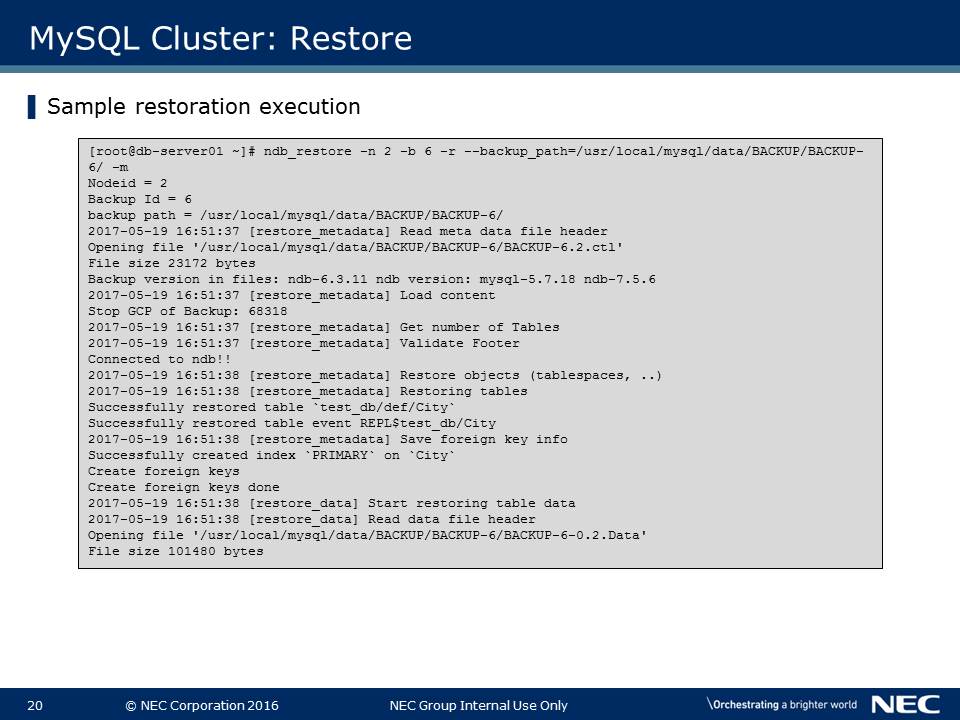 MySQL Cluster: Restore
Sample restoration execution
[root@db-server01 ~]# ndb_restore -n 2 -b 6 -r --backup_path=/usr/local/mysql/data/BACKUP/BACKUP-
6/ -m
Nodeid = 2
Backup Id = 6
backup path = /usr/local/mysql/data/BACKUP/BACKUP-6/
2017-05-19 16:51:37 [restore_metadata] Read meta data file header
Opening file '/usr/local/mysql/data/BACKUP/BACKUP-6/BACKUP-6.2.ctl'
File size 23172 bytes
Backup version in files: ndb-6.3.11 ndb version: mysql-5.7.18 ndb-7.5.6
2017-05-19 16:51:37 [restore_metadata] Load content
Stop GCP of Backup: 68318
2017-05-19 16:51:37 [restore_metadata] Get number of Tables
2017-05-19 16:51:37 [restore_metadata] Validate Footer
Connected to ndb!!
2017-05-19 16:51:38 [restore_metadata] Restore objects (tablespaces, ..)
2017-05-19 16:51:38 [restore_metadata] Restoring tables
Successfully restored table `test_db/def/City`
Successfully restored table event REPL$test_db/City
2017-05-19 16:51:38 [restore_metadata] Save foreign key info
Successfully created index `PRIMARY` on `City`
Create foreign keys
Create foreign keys done
2017-05-19 16:51:38 [restore_data] Start restoring table data
2017-05-19 16:51:38 [restore_data] Read data file header
Opening file '/usr/local/mysql/data/BACKUP/BACKUP-6/BACKUP-6-0.2.Data'
File size 101480 bytes
20 © NEC Corporation 2016 NEC Group Internal Use Only \Orchestrating a brighter world NEC